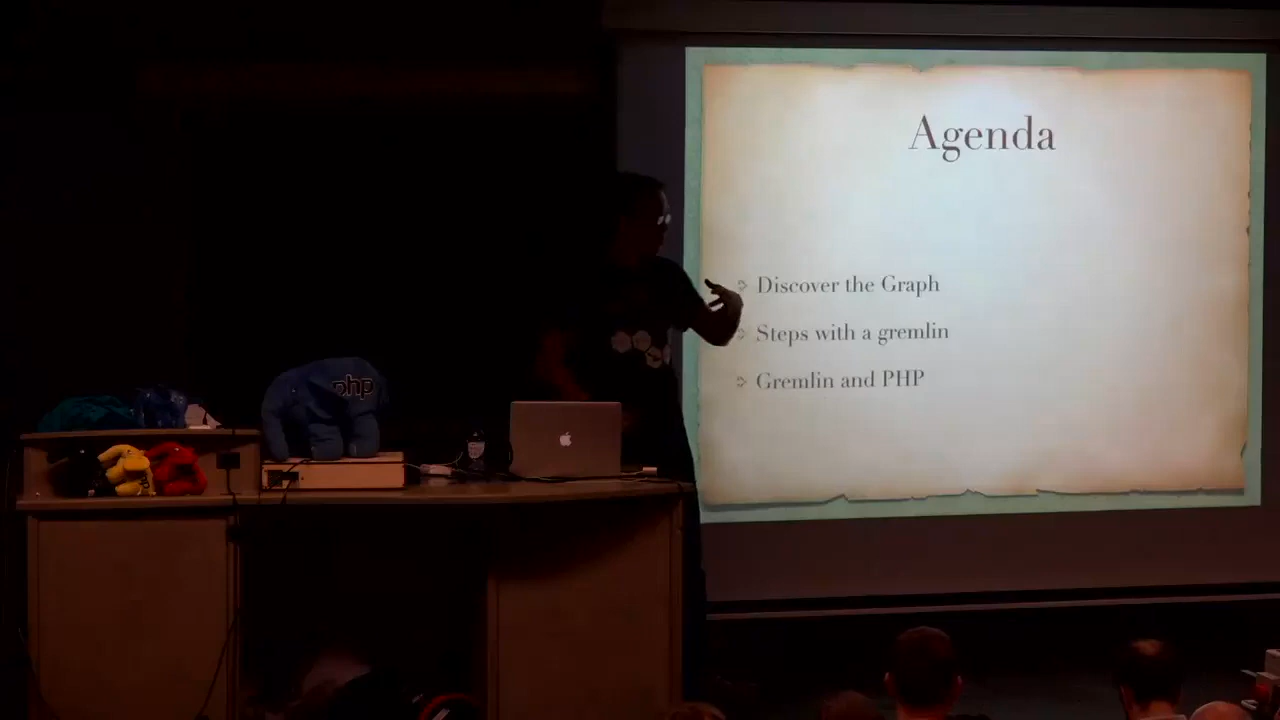 Agenda
Discover the Graph
Steps with a gremlin
Gremlin and PHP
php